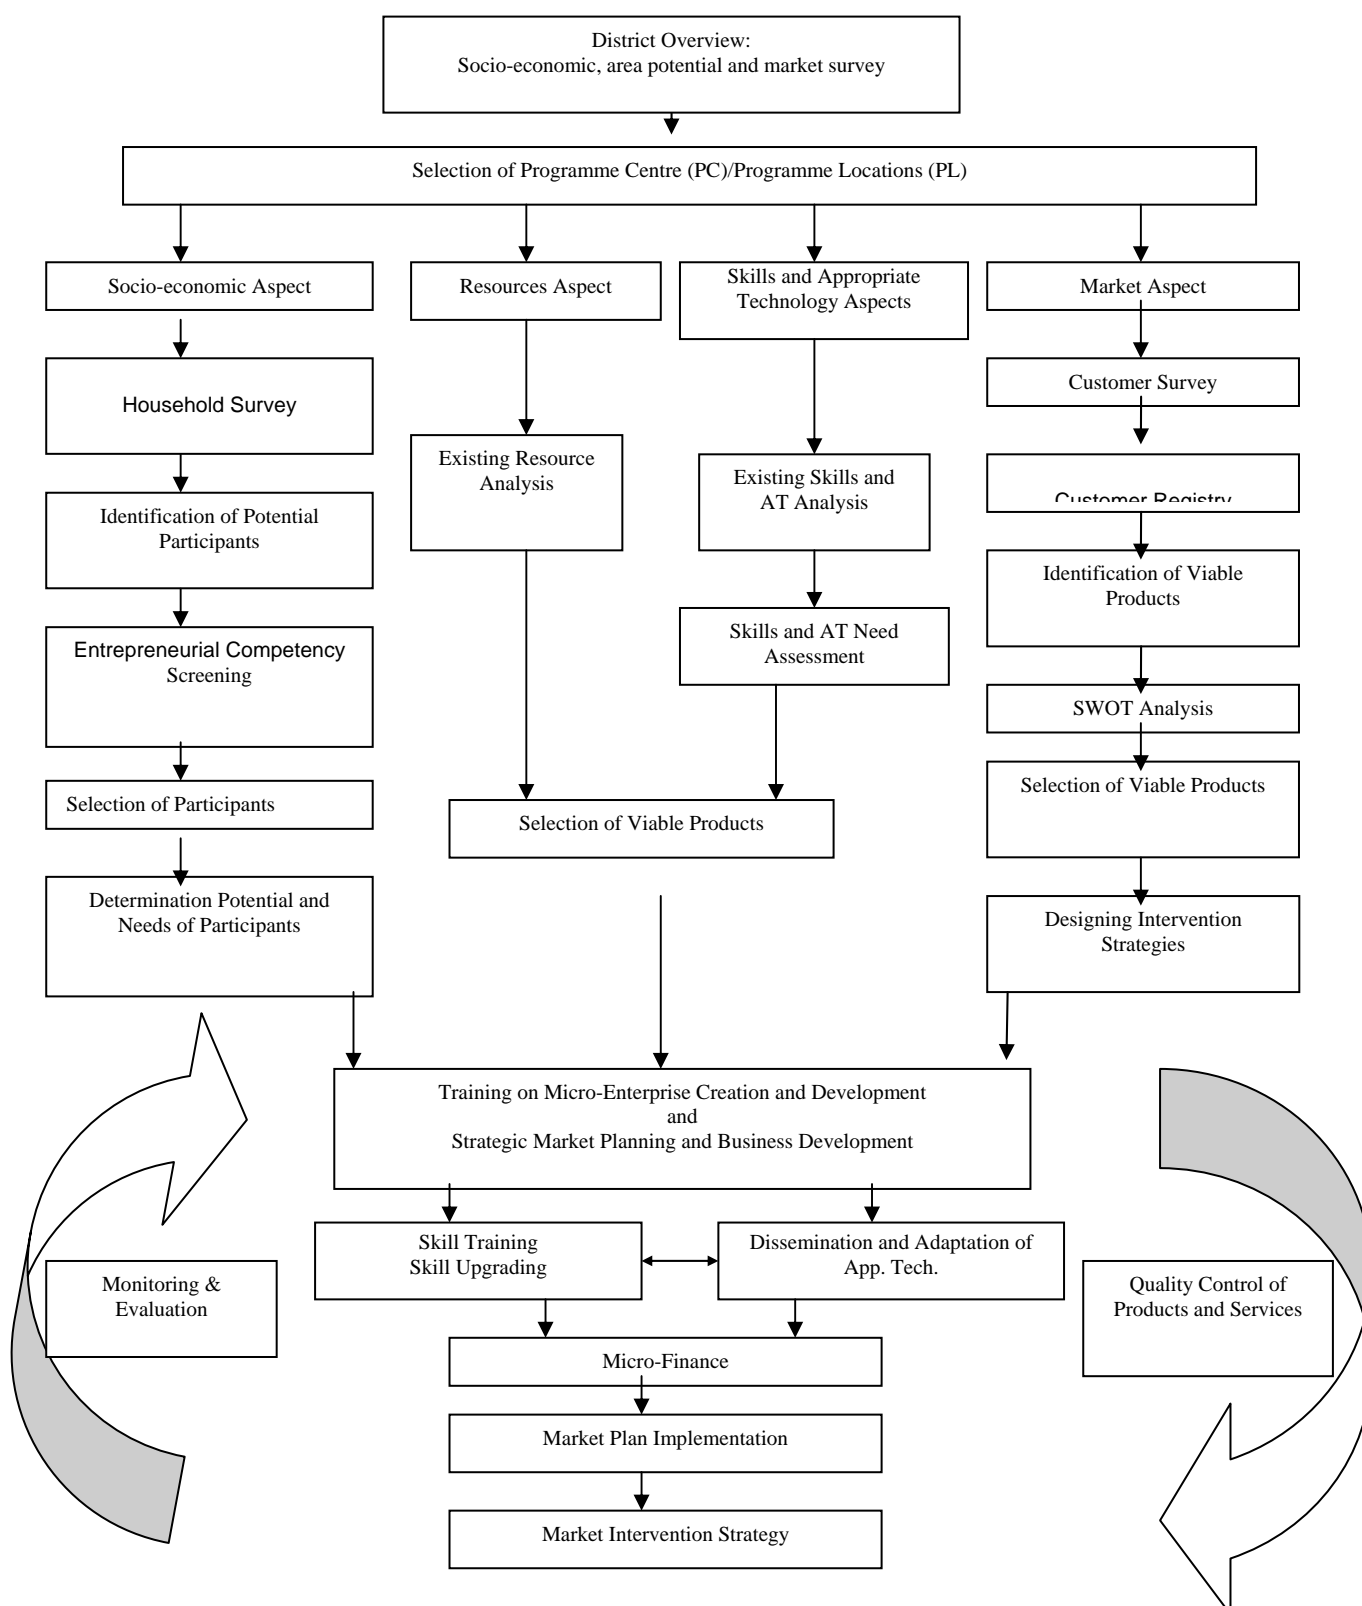 District Overview:
Socio-economic, area potential and market survey
Selection of Programme Centre (PC)/Programme Locations (PL)
Socio-economic Aspect
Resources Aspect
Skills and Appropriate
Technology Aspects
Market Aspect
Household Survey
Customer Survey
Existing Resource
Analysis
Existing Skills and
AT Analysis
Customer Registry
Identification of Potential
Participants
Identification of Viable
Products
Entrepreneurial Competency
Screening
Skills and AT Need
Assessment
SWOT Analysis
Selection of Participants
Selection of Viable Products
Selection of Viable Products
Determination Potential and
Needs of Participants
Designing Intervention
Strategies
Training on Micro-Enterprise Creation and Development
and
Strategic Market Planning and Business Development
Skill Training
Skill Upgrading
Dissemination and Adaptation of
App. Tech.
Monitoring &
Evaluation
Quality Control of
Products and Services
Micro-Finance
Market Plan Implementation
Market Intervention Strategy